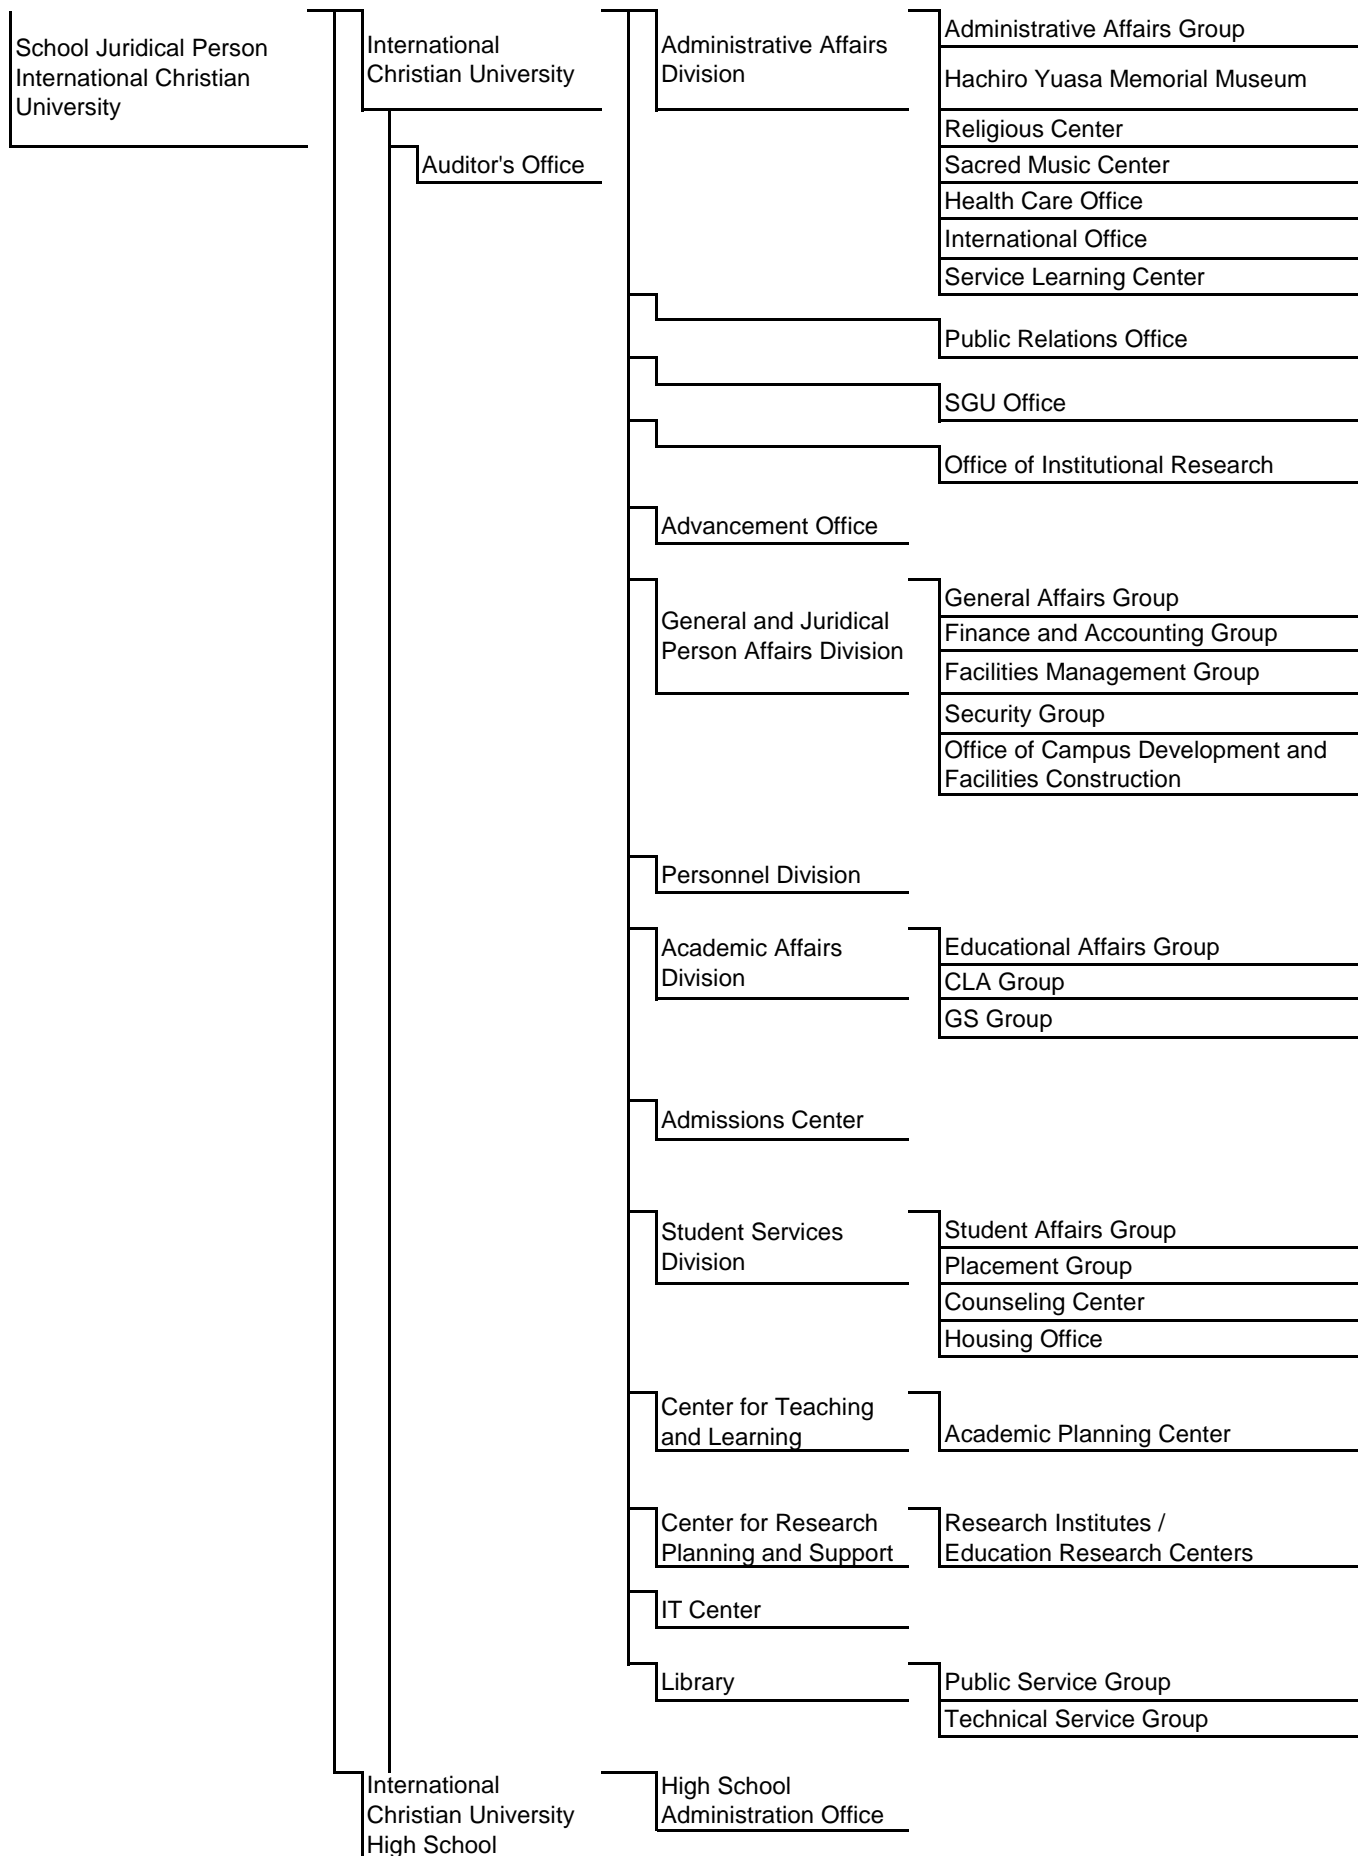 School Juridical Person
International Christian
University
International
Christian University
Auditor's Office
Administrative Affairs
Division
Administrative Affairs Group
Hachiro Yuasa Memorial Museum
Religious Center
Sacred Music Center
Health Care Office
International Office
Service Learning Center
Public Relations Office
SGU Office
Office of Institutional Research
Advancement Office
General and Juridical
Person Affairs Division
General Affairs Group
Finance and Accounting Group
Facilities Management Group
Security Group
Office of Campus Development and
Facilities Construction
Personnel Division
Academic Affairs
Division
Educational Affairs Group
CLA Group
GS Group
Admissions Center
Student Services
Division
Student Affairs Group
Placement Group
Counseling Center
Housing Office
Center for Teaching
and Learning
Academic Planning Center
Center for Research
Planning and Support
Research Institutes /
Education Research Centers
IT Center
Library
Public Service Group
Technical Service Group
International
Christian University
High School
High School
Administration Office